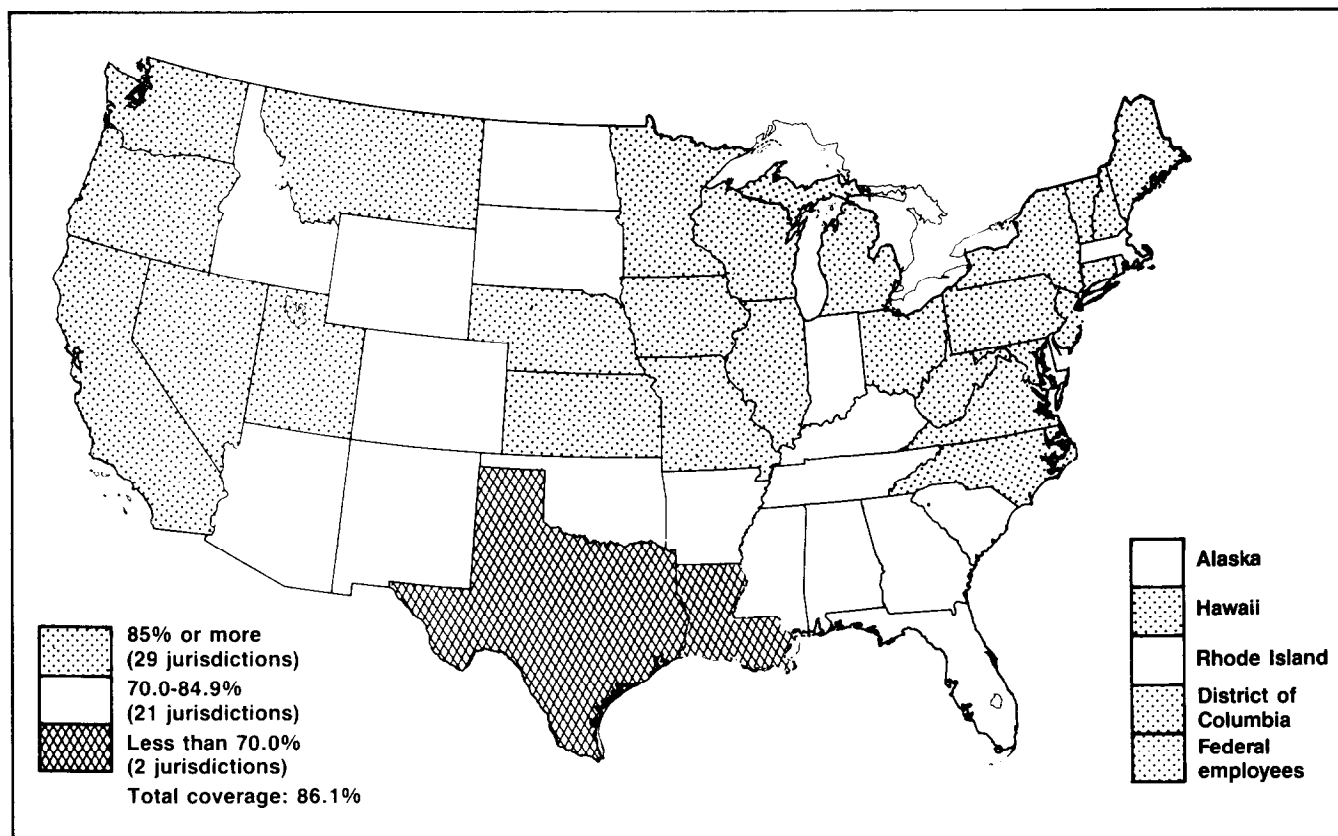 85% or more
(29 jurisdictions)
70.0-84.9%
(21 jurisdictions)
Less than 70.0%
(2 jurisdictions)
Total coverage: 86.1%
Alaska
Hawaii
Rhode Island
District of
Columbia
Federal
employees